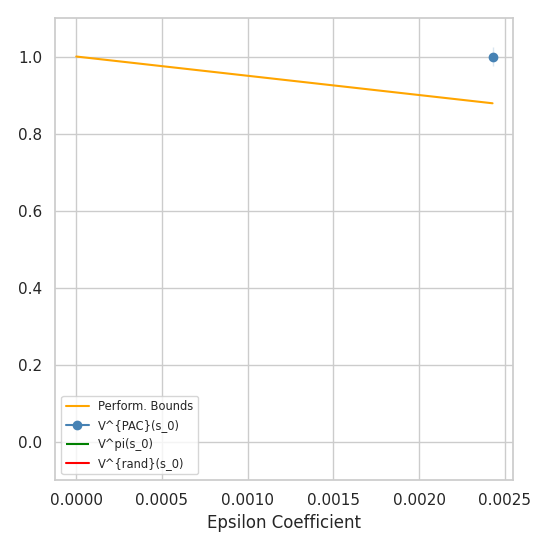 1.0
0.8
0.6
0.4
0.2
0.0
Perform. Bounds
V^{PAC}(s_0)
V^pi(s_0)
V^{rand}(s_0)
0.0000 0.0005 0.0010 0.0015 0.0020 0.0025
Epsilon Coefficient